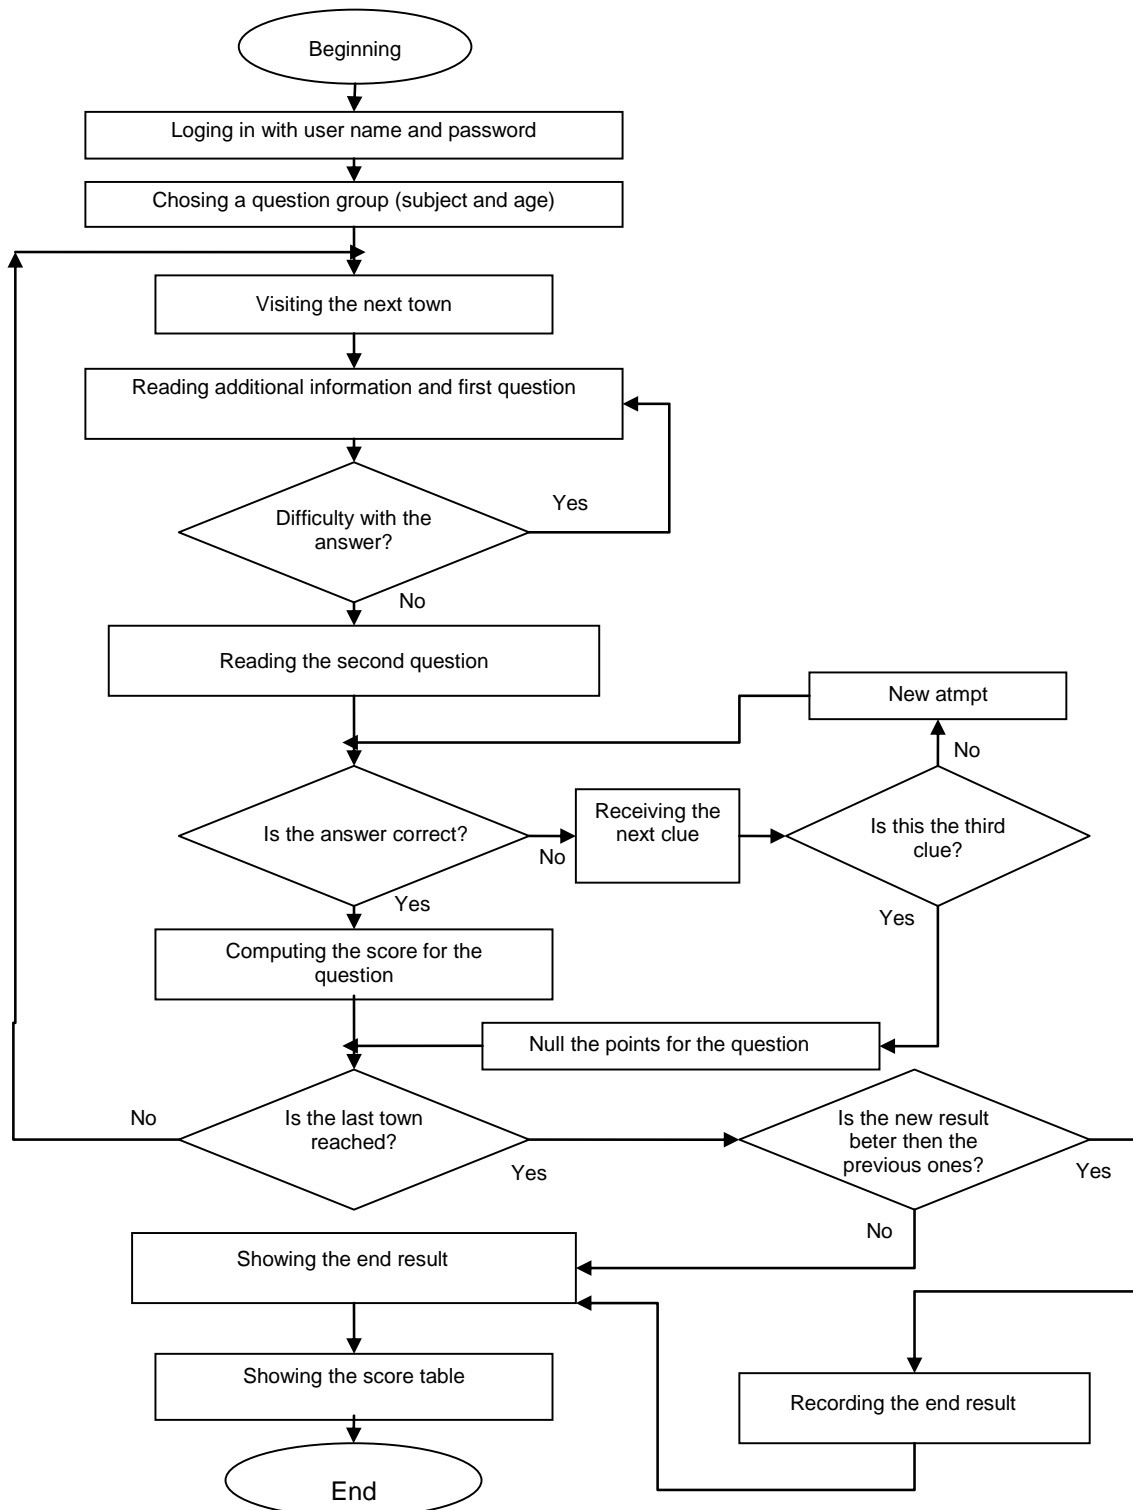 Beginning
Loging in with user name and password
Chosing a question group (subject and age)
Visiting the next town
Reading additional information and first question
Yes
Difficulty with the
answer?
No
Reading the second question
New atmpt
No
Is the answer correct?
No
Receiving the
next clue
Is this the third
clue?
Yes
Yes
Computing the score for the
question
Null the points for the question
No
Is the last town
reached?
Yes
Is the new result
beter then the
previous ones?
Yes
No
Showing the end result
Showing the score table
Recording the end result
End